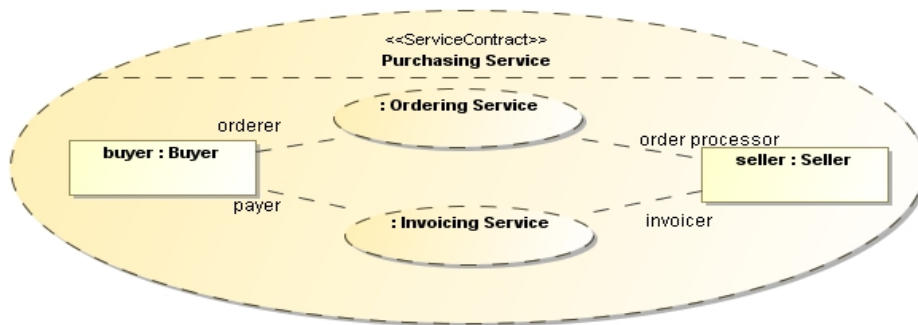 <<ServiceContract>>
Purchasing Service
: Ordering Service
orderer
order processor
buyer : Buyer
seller : Seller
payer
invoicer
: Invoicing Service